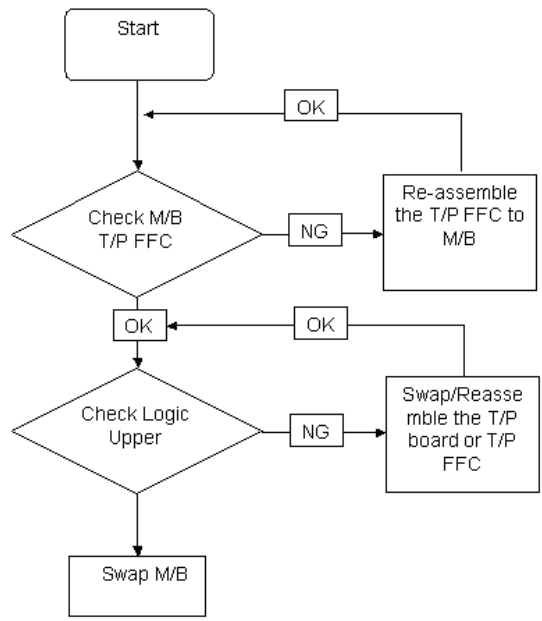 Start
OK
Re-assemble
the T/P FFC to
M/B
Check M/B
T/P FFC
NG
OK
OK
Check Logic
Upper
NG
Swap/Reasse
mble the T/P
board or T/P
FFC
Swap M/B